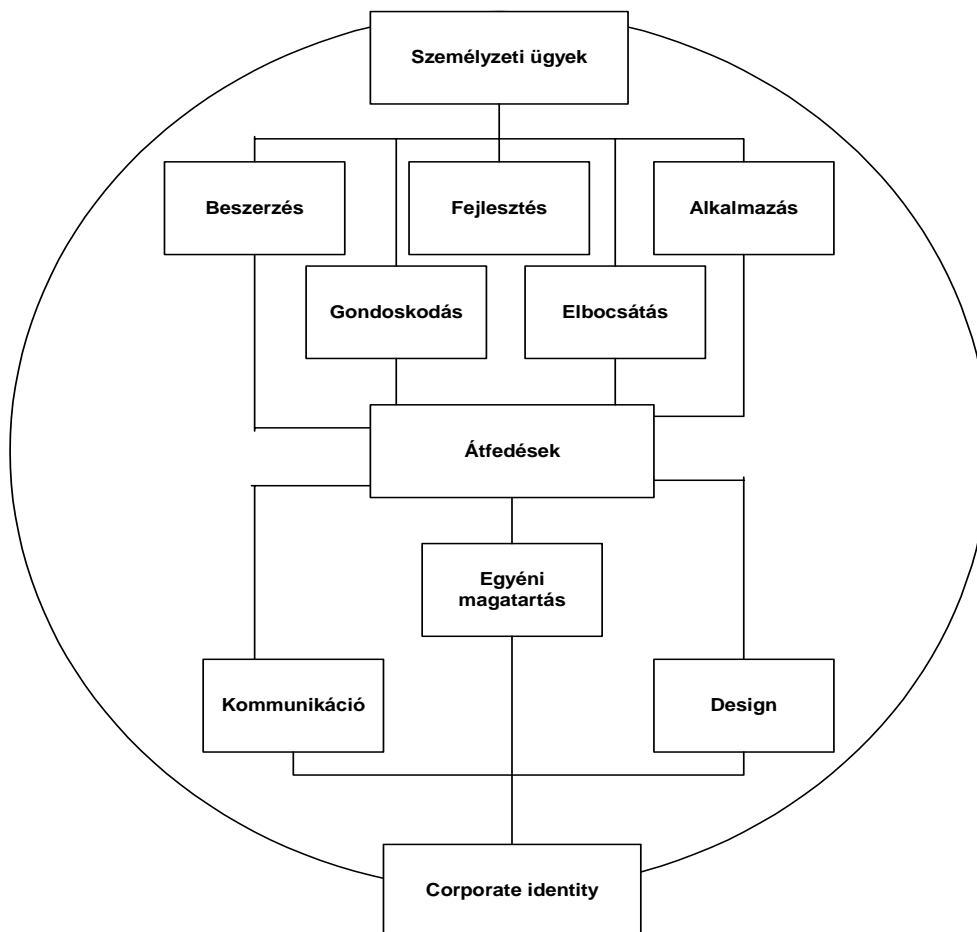 Személyzeti ügyek
Beszerzés
Fejlesztés
Alkalmazás
Gondoskodás
Elbocsátás
Átfedések
Egyéni
magatartás
Kommunikáció
Design
Corporate identity